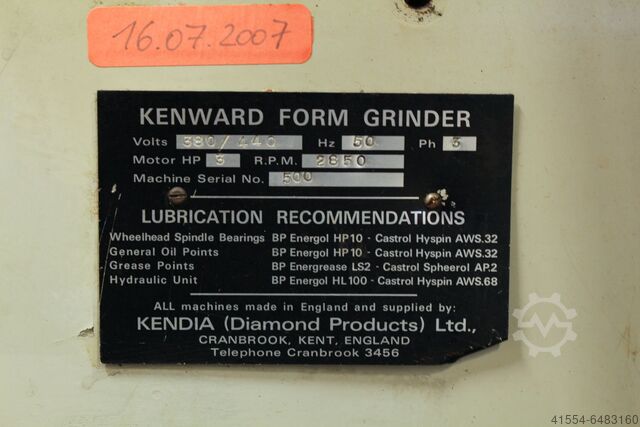 16.07.2007
KENWARD FORM GRINDER
Volts 380/440 Hz 50 Ph 3
Motor HP 3 R.P.M. 2850
Machine Serial No. 500
LUBRICATION RECOMMENDATIONS
Wheelhead Spindle Bearings BP Energol HP10 - Castrol Hyspin AWS.32
General Oil Points BP Energol HP10 - Castrol Hyspin AWS.32
Grease Points BP Energrease LS2 - Castrol Spheerol AP.2
Hydraulic Unit BP Energol HL100 - Castrol Hyspin AWS.68
ALL machines made in England and supplied by:
KENDIA (Diamond Products) Ltd.,
CRANBROOK, KENT, ENGLAND
Telephone Cranbrook 3456
41554-6483160